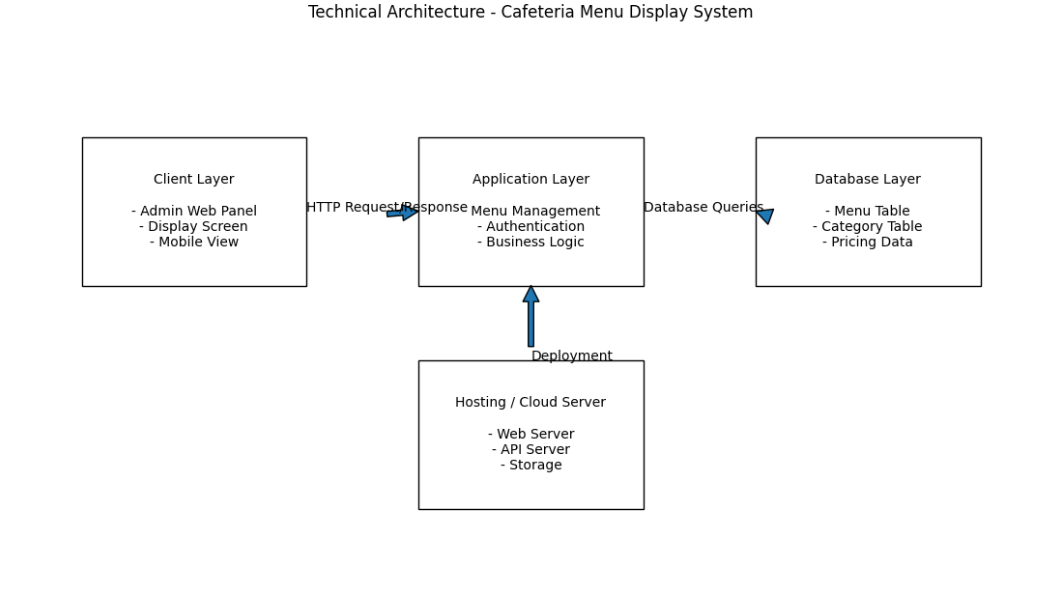 Technical Architecture - Cafeteria Menu Display System
Client Layer
- Admin Web Panel
- Display Screen
- Mobile View
HTTP Request/Response
Application Layer
Menu Management
- Authentication
- Business Logic
Database Queries
Database Layer
- Menu Table
- Category Table
- Pricing Data
Deployment
Hosting / Cloud Server
- Web Server
- API Server
- Storage